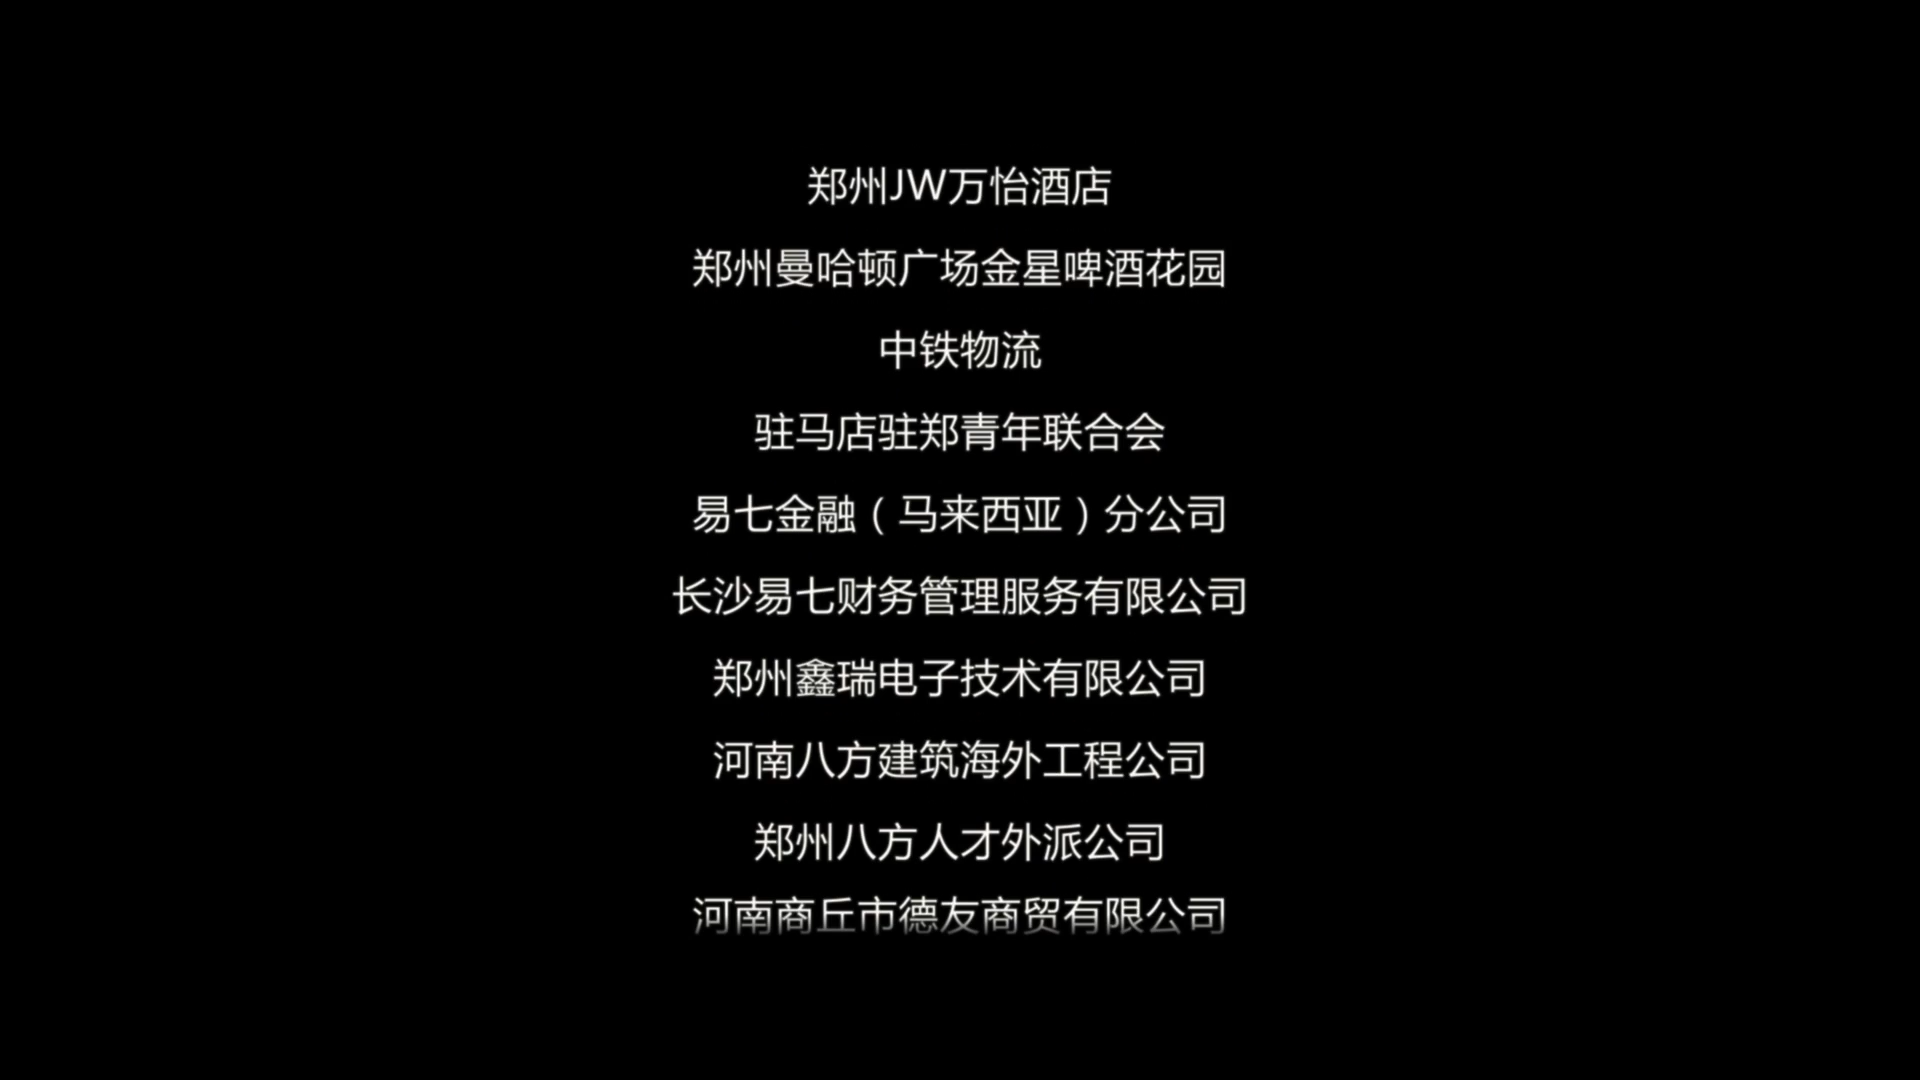 郑州JW万怡酒店
郑州曼哈顿广场金星啤酒花园
中铁物流
驻马店驻郑青年联合会
易七金融（马来西亚）分公司
长沙易七财务管理服务有限公司
郑州鑫瑞电子技术有限公司
河南八方建筑海外工程公司
郑州八方人才外派公司
河南商丘市德友商贸有限公司